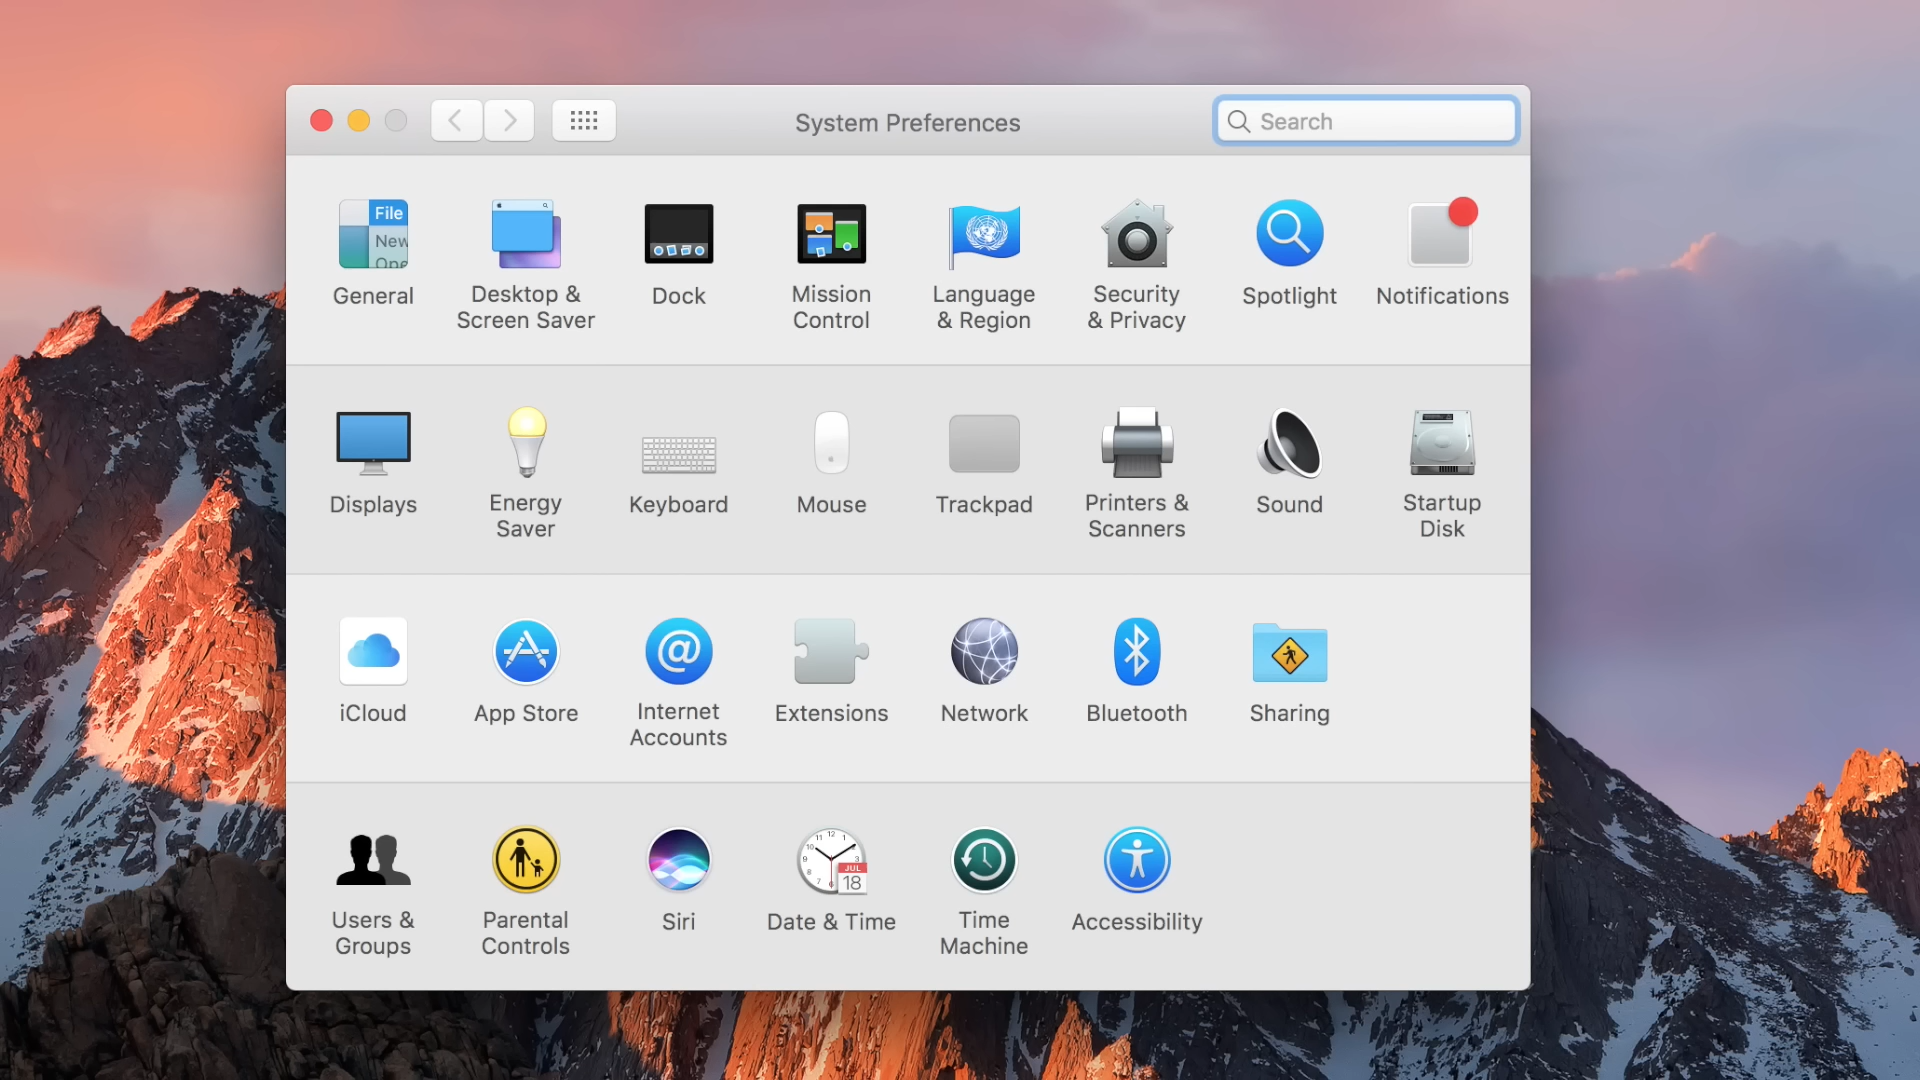 System Preferences
Search
File
New
Ope
General
Desktop &
Screen Saver
Dock
Mission
Control
Language
& Region
Security
& Privacy
Spotlight
Notifications
Displays
Energy
Saver
Keyboard
Mouse
Trackpad
Printers &
Scanners
Sound
Startup
Disk
iCloud
App Store
@
Internet
Accounts
Extensions
Network
Bluetooth
Sharing
Users &
Groups
Parental
Controls
Siri
JUL
18
Date & Time
Time
Machine
Accessibility